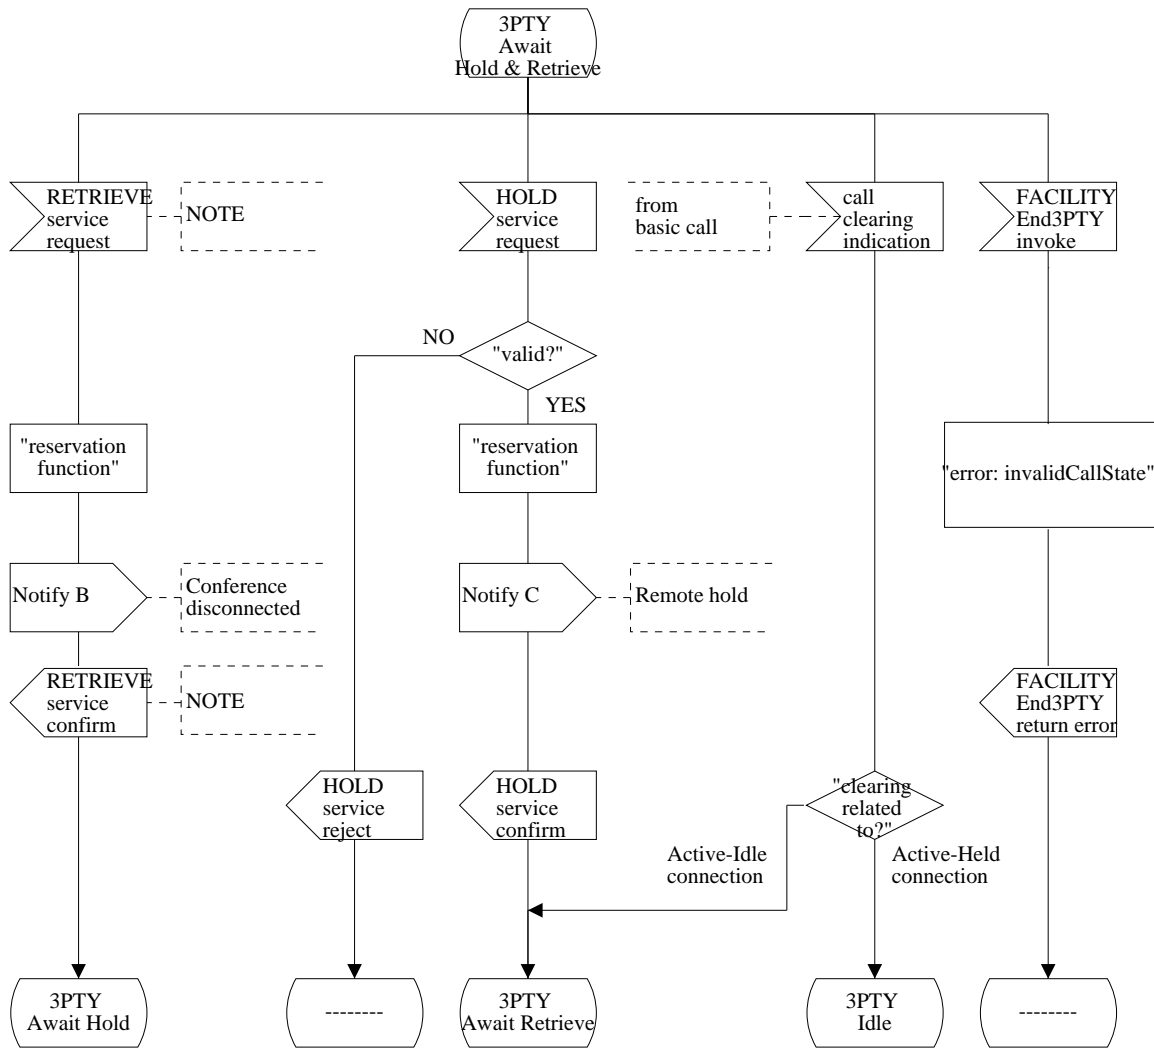 3PTY
Await
Hold & Retrieve
RETRIEVE
service
request
NOTE
HOLD
service
request
from
basic call
call
clearing
indication
FACILITY
End3PTY
invoke
NO
"valid?"
YES
"reservation
function"
"reservation
function"
"error: invalidCallState"
Notify B
Conference
disconnected
Notify C
Remote hold
RETRIEVE
service
confirm
NOTE
FACILITY
End3PTY
return error
HOLD
service
reject
HOLD
service
confirm
"clearing
related
to?"
Active-Idle
connection
Active-Held
connection
3PTY
Await Hold
--------
3PTY
Await Retrieve
3PTY
Idle
--------